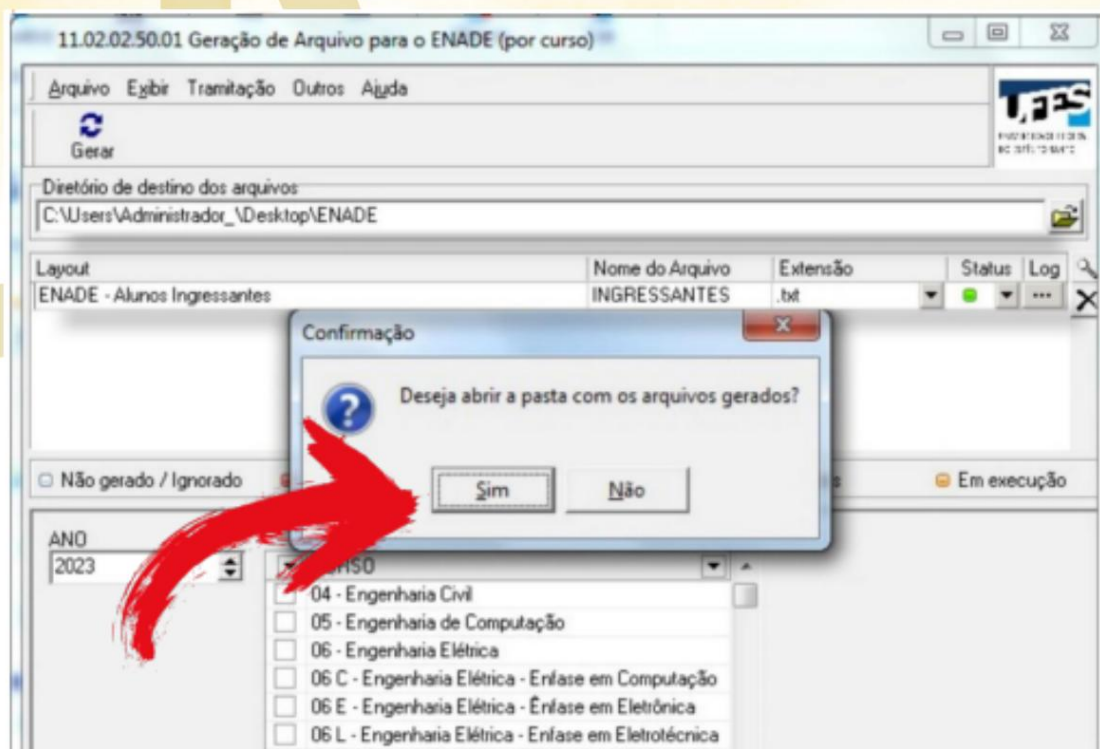 11.02.02.50.01 Geração de Arquivo para o ENADE (por curso)
Arquivo Exibir Tramitação Outros Ajuda
Gerar
UFES
Diretório de destino dos arquivos
C:\Users\Administrador_\Desktop\ENADE
Layout Nome do Arquivo Extensão Status Log
ENADE - Alunos Ingressantes INGRESSANTES .txt ...
Confirmação
Deseja abrir a pasta com os arquivos gerados?
Sim Não
Não gerado / Ignorado Em execução
ANO
2023
04 - Engenharia Civil
05 - Engenharia de Computação
06 - Engenharia Elétrica
06 C - Engenharia Elétrica - Enfase em Computação
06 E - Engenharia Elétrica - Ênfase em Eletrônica
06 L - Engenharia Elétrica - Enfase em Eletrotécnica